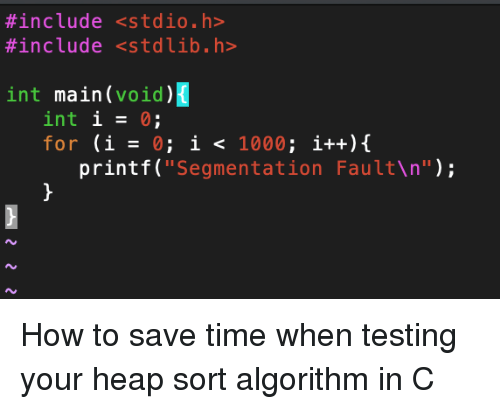 #include <stdio.h>
#include <stdlib.h>
int main(void){
int i = 0;
for (i = 0; i < 1000; i++){
printf("Segmentation Fault\n");
}
}
~
~
~
How to save time when testing
your heap sort algorithm in C